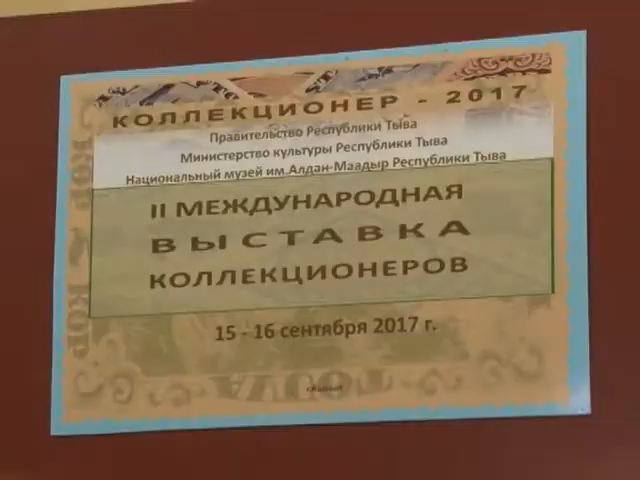 КОЛЛЕКЦИОНЕР - 2017
Правительство Республики Тыва
Министерство культуры Республики Тыва
Национальный музей им.Алдан-Маадыр Республики Тыва
II МЕЖДУНАРОДНАЯ
ВЫСТАВКА
КОЛЛЕКЦИОНЕРОВ
15 - 16 сентября 2017 г.